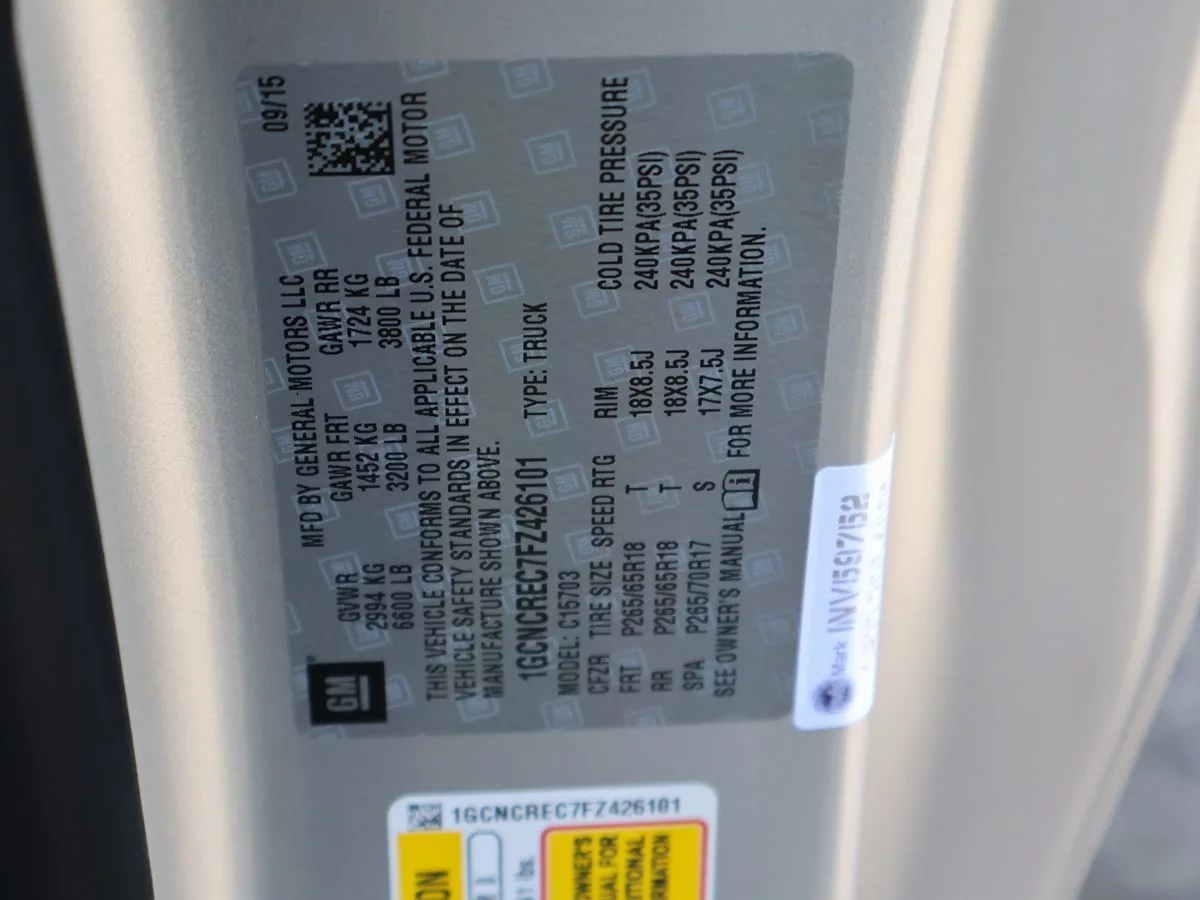 09/15
MFD BY GENERAL MOTORS LLC
GVWR GAWR FRT GAWR RR
2994 KG 1452 KG 1724 KG
6600 LB 3200 LB 3800 LB
GM
THIS VEHICLE CONFORMS TO ALL APPLICABLE U.S. FEDERAL MOTOR
VEHICLE SAFETY STANDARDS IN EFFECT ON THE DATE OF
MANUFACTURE SHOWN ABOVE.
1GCNCREC7FZ426101 TYPE: TRUCK
MODEL: C15703
CFZR TIRE SIZE SPEED RTG RIM COLD TIRE PRESSURE
FRT P265/65R18 T 18X8.5J 240KPA(35PSI)
RR P265/65R18 T 18X8.5J 240KPA(35PSI)
SPA P265/70R17 S 17X7.5J 240KPA(35PSI)
SEE OWNER'S MANUAL FOR MORE INFORMATION.
Mark
1GCNCREC7FZ426101
OWNER'S
FOR